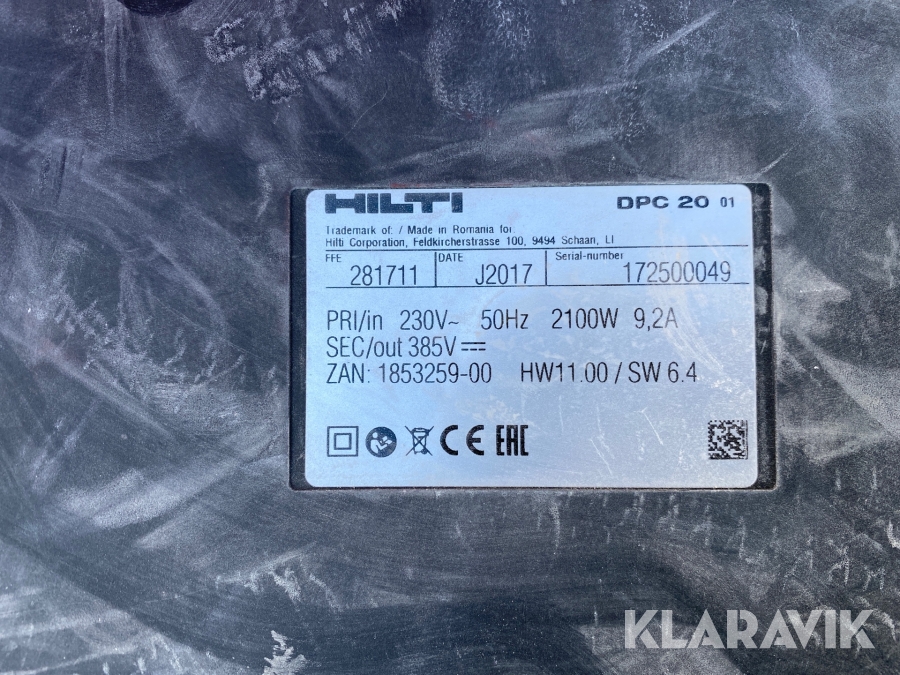 HILTI DPC 20 01
Trademark of: / Made in Romania for
Hilti Corporation, Feldkircherstrasse 100, 9494 Schaan, LI
FFE 281711 DATE J2017 Serial-number 172500049
PRI/in 230V~ 50Hz 2100W 9,2A
SEC/out 385V ⎓
ZAN: 1853259-00 HW11.00 / SW 6.4
CE EAC
KLARAVIK